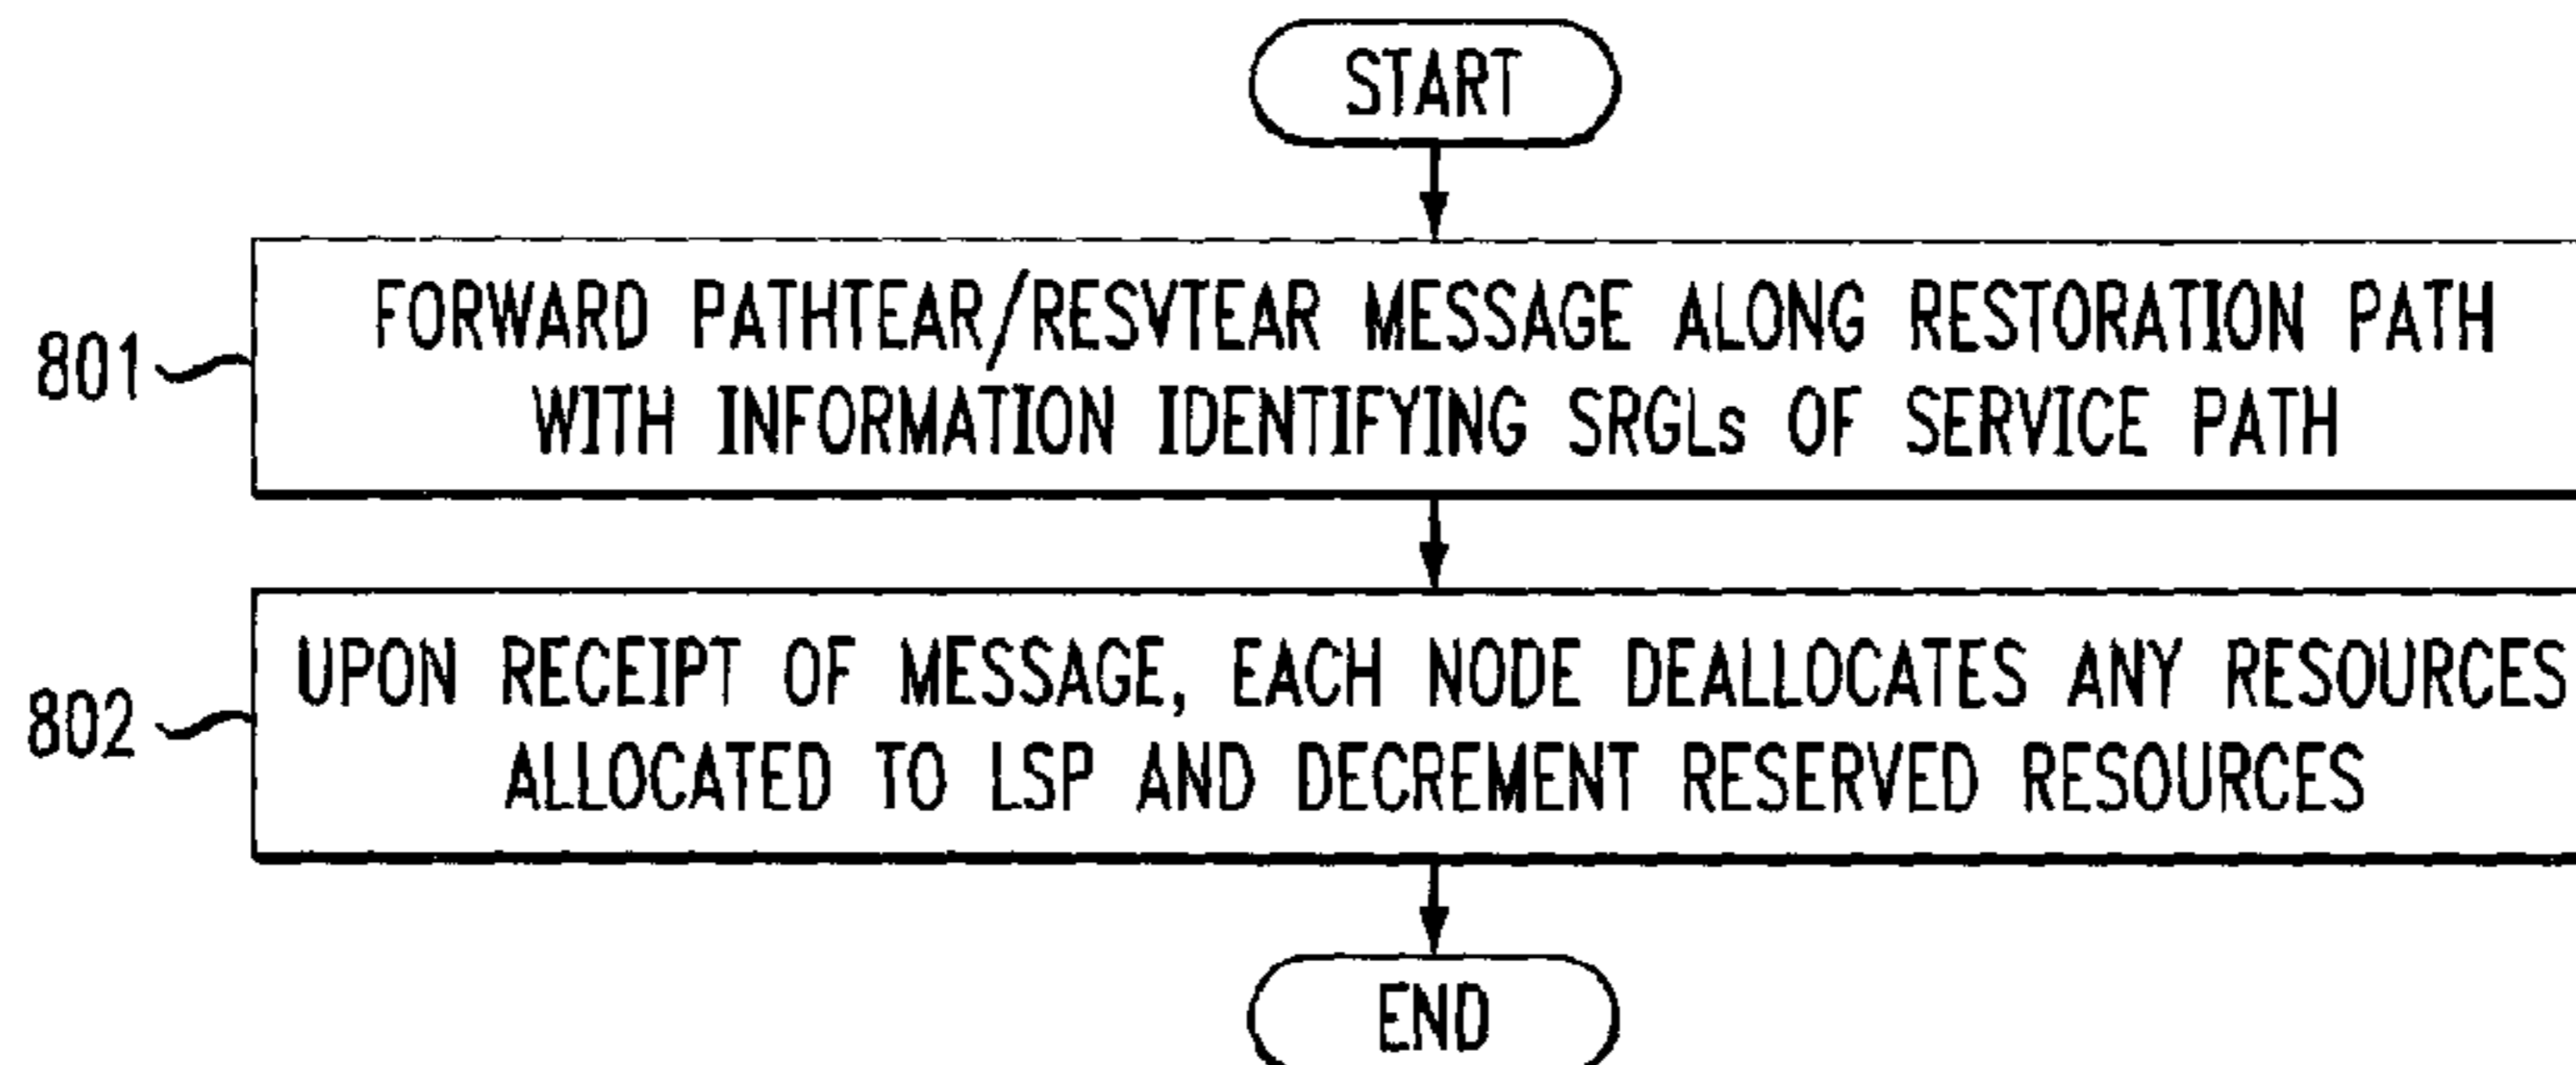 START
801
FORWARD PATHTEAR/RESVTEAR MESSAGE ALONG RESTORATION PATH
WITH INFORMATION IDENTIFYING SRGLs OF SERVICE PATH
802
UPON RECEIPT OF MESSAGE, EACH NODE DEALLOCATES ANY RESOURCES
ALLOCATED TO LSP AND DECREMENT RESERVED RESOURCES
END